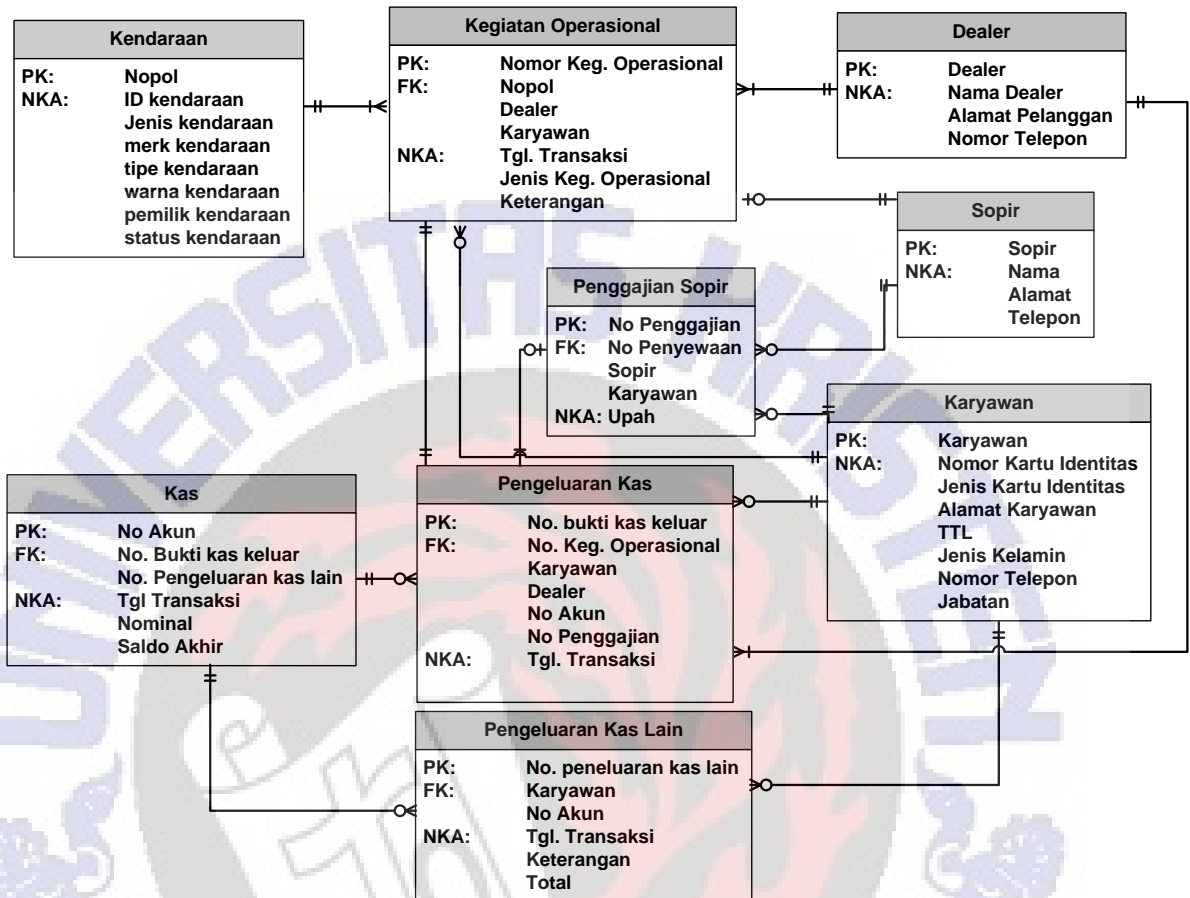 Kendaraan
PK: Nopol
NKA: ID kendaraan
Jenis kendaraan
merk kendaraan
tipe kendaraan
warna kendaraan
pemilik kendaraan
status kendaraan
Kegiatan Operasional
PK: Nomor Keg. Operasional
FK: Nopol
Dealer
Karyawan
NKA: Tgl. Transaksi
Jenis Keg. Operasional
Keterangan
Dealer
PK: Dealer
NKA: Nama Dealer
Alamat Pelanggan
Nomor Telepon
Sopir
PK: Sopir
NKA: Nama
Alamat
Telepon
Penggajian Sopir
PK: No Penggajian
FK: No Penyewaan
Sopir
Karyawan
NKA: Upah
Karyawan
PK: Karyawan
NKA: Nomor Kartu Identitas
Jenis Kartu Identitas
Alamat Karyawan
TTL
Jenis Kelamin
Nomor Telepon
Jabatan
Kas
PK: No Akun
FK: No. Bukti kas keluar
No. Pengeluaran kas lain
NKA: Tgl Transaksi
Nominal
Saldo Akhir
Pengeluaran Kas
PK: No. bukti kas keluar
FK: No. Keg. Operasional
Karyawan
Dealer
No Akun
No Penggajian
NKA: Tgl. Transaksi
Pengeluaran Kas Lain
PK: No. peneluaran kas lain
FK: Karyawan
No Akun
NKA: Tgl. Transaksi
Keterangan
Total
UNIVERSITAS KRISTEN